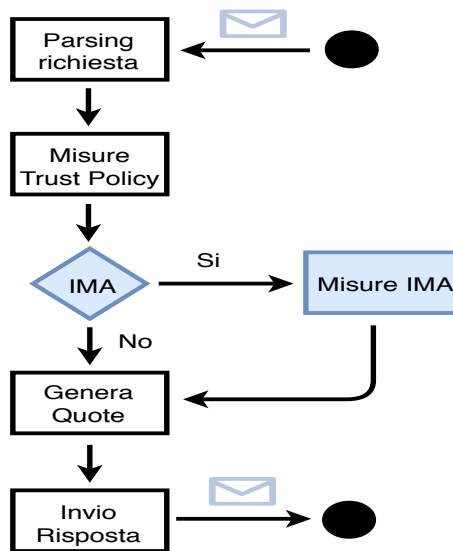 Parsing
richiesta
Misure
Trust Policy
IMA
Si
Misure IMA
No
Genera
Quote
Invio
Risposta